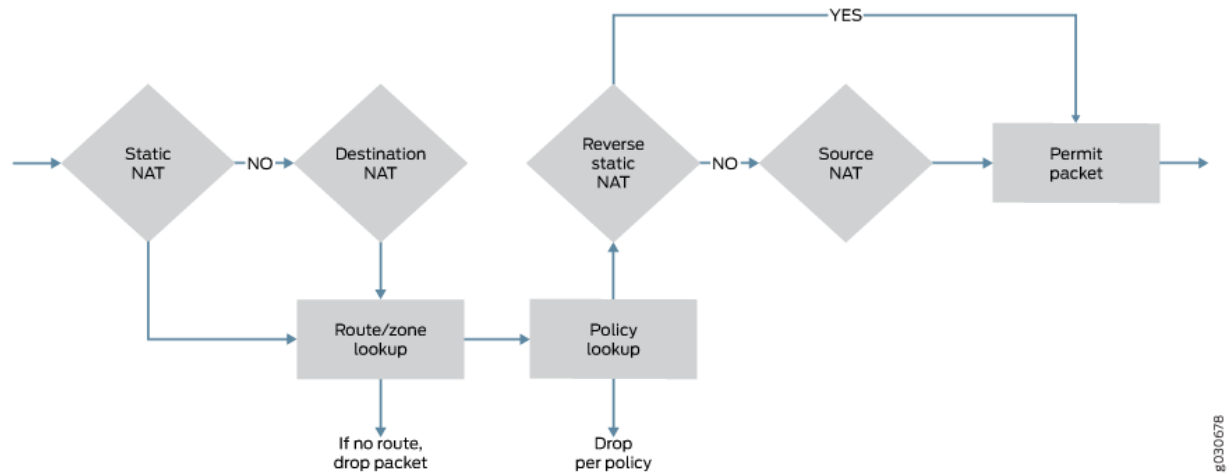 YES
Static
NAT
NO
Destination
NAT
Reverse
static
NAT
NO
Source
NAT
Permit
packet
Route/zone
lookup
Policy
lookup
If no route,
drop packet
Drop
per policy
g030678